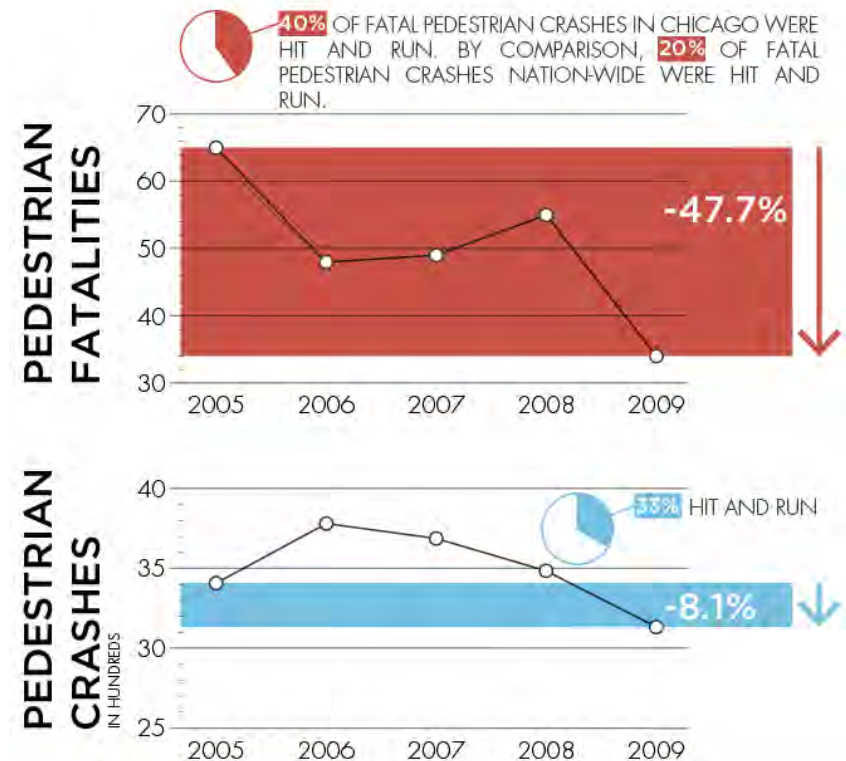 40% OF FATAL PEDESTRIAN CRASHES IN CHICAGO WERE
HIT AND RUN. BY COMPARISON, 20% OF FATAL
PEDESTRIAN CRASHES NATION-WIDE WERE HIT AND
RUN.
PEDESTRIAN
FATALITIES
70
60
50
40
30
-47.7%
2005 2006 2007 2008 2009
PEDESTRIAN
CRASHES
IN HUNDREDS
40
35
30
25
33% HIT AND RUN
-8.1%
2005 2006 2007 2008 2009